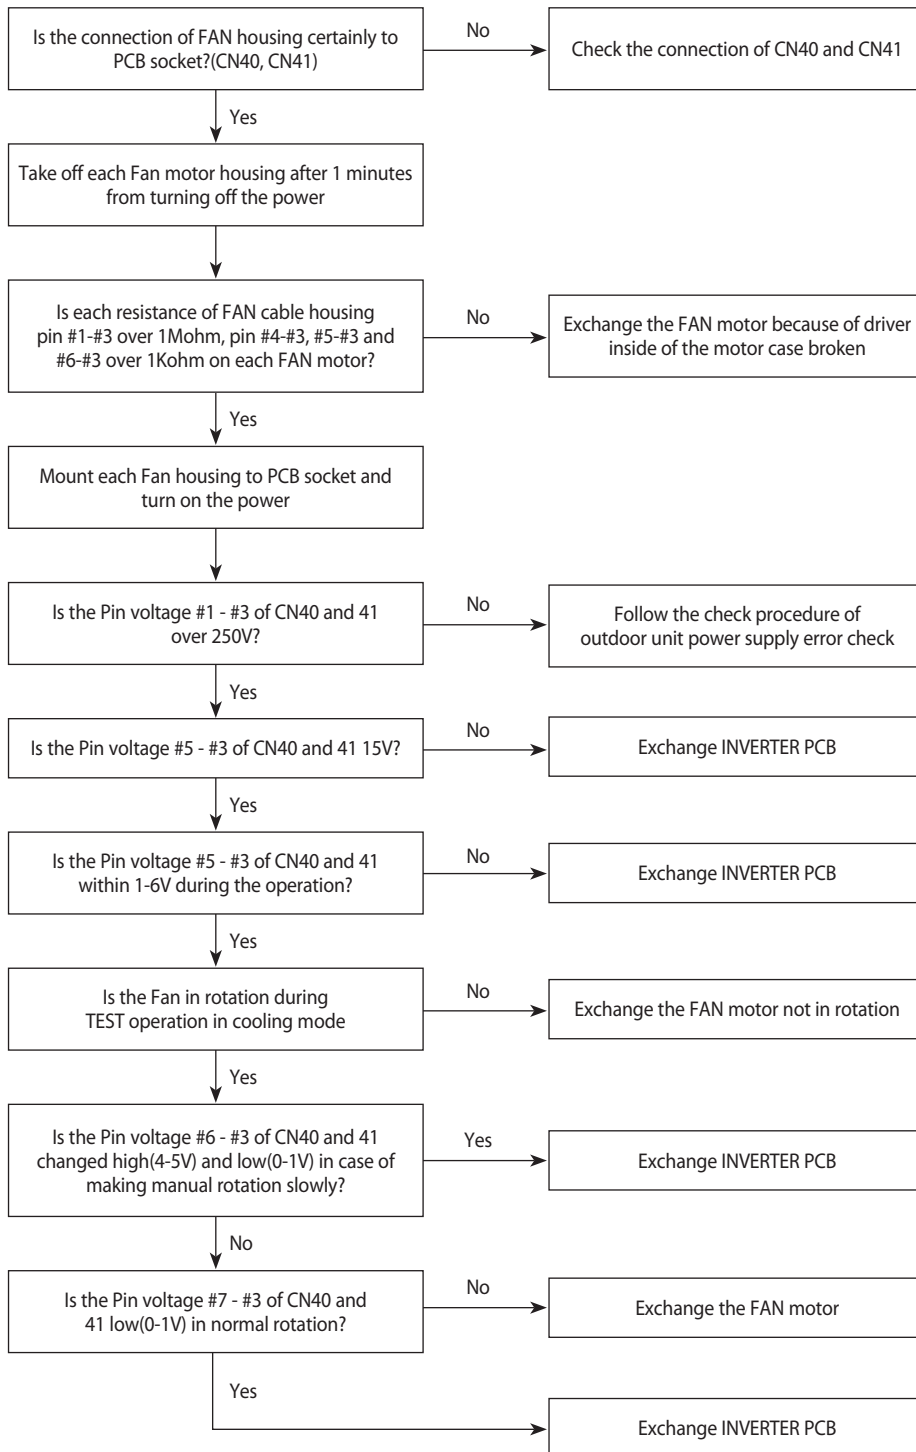 Is the connection of FAN housing certainly to
PCB socket?(CN40, CN41)
No
Check the connection of CN40 and CN41
Yes
Take off each Fan motor housing after 1 minutes
from turning off the power
Is each resistance of FAN cable housing
pin #1-#3 over 1Mohm, pin #4-#3, #5-#3 and
#6-#3 over 1Kohm on each FAN motor?
No
Exchange the FAN motor because of driver
inside of the motor case broken
Yes
Mount each Fan housing to PCB socket and
turn on the power
Is the Pin voltage #1 - #3 of CN40 and 41
over 250V?
No
Follow the check procedure of
outdoor unit power supply error check
Yes
Is the Pin voltage #5 - #3 of CN40 and 41 15V?
No
Exchange INVERTER PCB
Yes
Is the Pin voltage #5 - #3 of CN40 and 41
within 1-6V during the operation?
No
Exchange INVERTER PCB
Yes
Is the Fan in rotation during
TEST operation in cooling mode
No
Exchange the FAN motor not in rotation
Yes
Is the Pin voltage #6 - #3 of CN40 and 41
changed high(4-5V) and low(0-1V) in case of
making manual rotation slowly?
Yes
Exchange INVERTER PCB
No
Is the Pin voltage #7 - #3 of CN40 and
41 low(0-1V) in normal rotation?
No
Exchange the FAN motor
Yes
Exchange INVERTER PCB